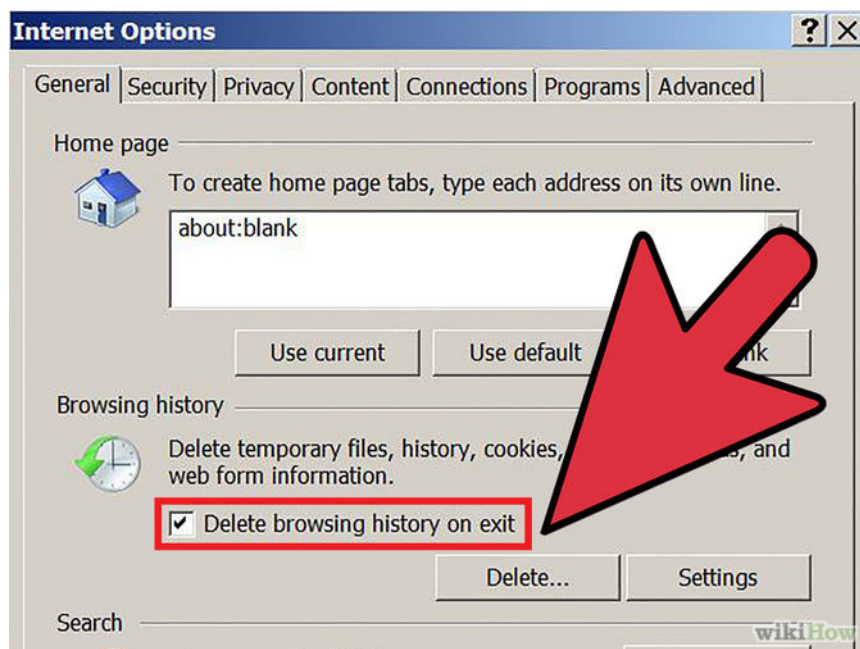 Internet Options
?
General Security Privacy Content Connections Programs Advanced
Home page
To create home page tabs, type each address on its own line.
about:blank
Use current Use default
Browsing history
Delete temporary files, history, cookies, and
web form information.
Delete browsing history on exit
Delete... Settings
Search
wikiHow